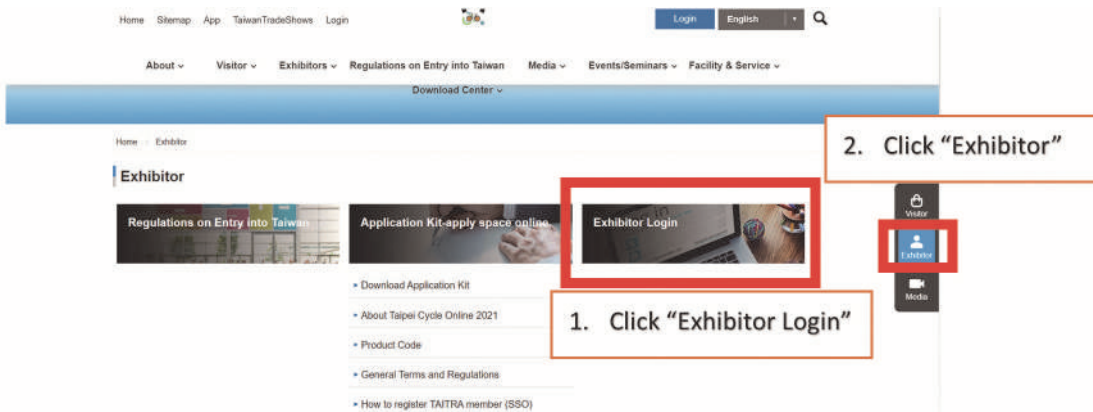 Home Sitemap App TaiwanTradeShows Login
Login English
About Visitor Exhibitors Regulations on Entry into Taiwan Media Events/Seminars Facility & Service
Download Center
Home Exhibitor
2. Click “Exhibitor”
Exhibitor
Regulations on Entry into Taiwan
Application Kit-apply space online
Exhibitor Login
Visitor
Exhibitor
Media
Download Application Kit
About Taipei Cycle Online 2021
Product Code
General Terms and Regulations
How to register TAITRA member (SSO)
1. Click “Exhibitor Login”